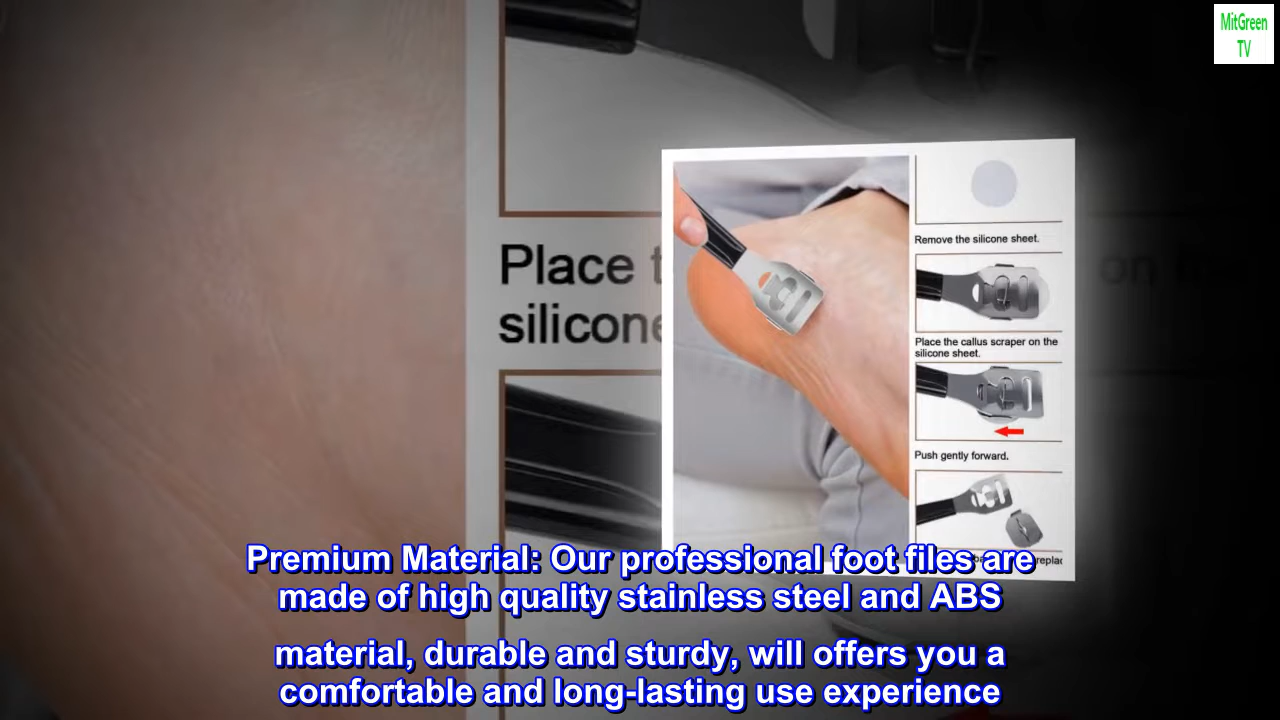 MitGreen
TV
Place
silicone
Remove the silicone sheet.
Place the callus scraper on the
silicone sheet.
Push gently forward.
Premium Material: Our professional foot files are
made of high quality stainless steel and ABS
material, durable and sturdy, will offers you a
comfortable and long-lasting use experience